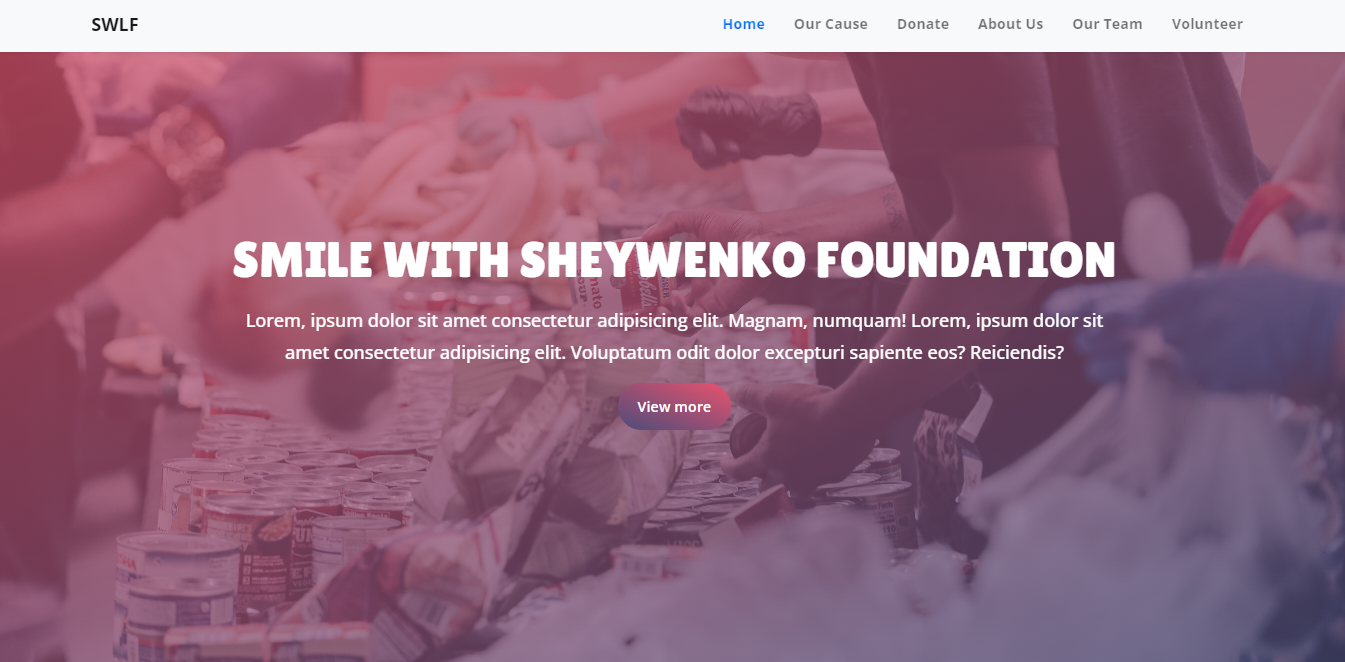 SWLF
Home Our Cause Donate About Us Our Team Volunteer
SMILE WITH SHEYWENKO FOUNDATION
Lorem, ipsum dolor sit amet consectetur adipisicing elit. Magnam, numquam! Lorem, ipsum dolor sit
amet consectetur adipisicing elit. Voluptatum odit dolor excepturi sapiente eos? Reiciendis?
View more